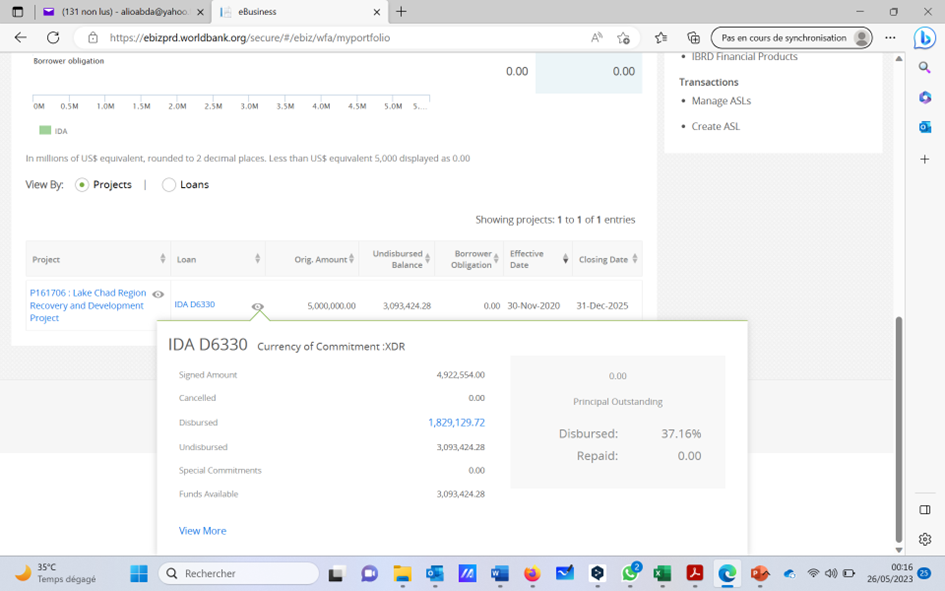 (131 non lus) - alioabda@yahoo.
eBusiness
https://ebizprd.worldbank.org/secure/#/ebiz/wfa/myportfolio
Pas en cours de synchronisation
Borrower obligation
0.00 0.00
0M 0.5M 1.0M 1.5M 2.0M 2.5M 3.0M 3.5M 4.0M 4.5M 5.0M 5....
IDA
In millions of US$ equivalent, rounded to 2 decimal places. Less than US$ equivalent 5,000 displayed as 0.00
IBRD Financial Products
Transactions
Manage ASLs
Create ASL
View By: Projects | Loans
Showing projects: 1 to 1 of 1 entries
Project Loan Orig. Amount Undisbursed Balance Borrower Obligation Effective Date Closing Date
P161706 : Lake Chad Region
Recovery and Development
Project
IDA D6330 5,000,000.00 3,093,424.28 0.00 30-Nov-2020 31-Dec-2025
IDA D6330 Currency of Commitment :XDR
Signed Amount 4,922,554.00
Cancelled 0.00
Disbursed 1,829,129.72
Undisbursed 3,093,424.28
Special Commitments 0.00
Funds Available 3,093,424.28
View More
0.00
Principal Outstanding
Disbursed: 37.16%
Repaid: 0.00
35°C
Temps dégagé
Rechercher
2
00:16
26/05/2023
25